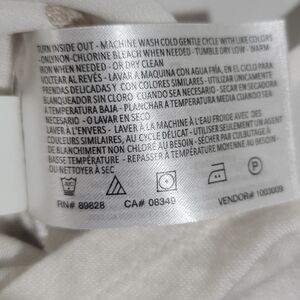 TURN INSIDE OUT - MACHINE WASH COLD GENTLE CYCLE WITH LIKE COLORS
- ONLY NON-CHLORINE BLEACH WHEN NEEDED - TUMBLE DRY LOW - WARM
IRON WHEN NEEDED OR DRY CLEAN
VOLTEAR AL REVÉS - LAVAR A MAQUINA CON AGUA FRÍA, EN EL CICLO PARA
PRENDAS DELICADAS Y CON COLORES SIMILARES - UTILIZAR ÚNICAMENTE
BLANQUEADOR SIN CLORO CUANDO SEA NECESARIO - SECAR EN SECADORA
A TEMPERATURA BAJA - PLANCHAR A TEMPERATURA MEDIA CUANDO SEA
NECESARIO - O LAVAR EN SECO
LAVER À L'ENVERS - LAVER À LA MACHINE À L'EAU FROIDE AVEC DES
COULEURS SIMILAIRES, AU CYCLE DÉLICAT - UTILISER SEULEMENT
DE BLANCHIMENT NON CHLORÉ AU BESOIN - SÉCHER PAR CULBUTAGE À
BASSE TEMPÉRATURE - REPASSER À TEMPÉRATURE MOYENNE AU BESOIN -
OU NETTOYER À SEC
P
RN# 89828 CA# 08349 VENDOR# 1003009